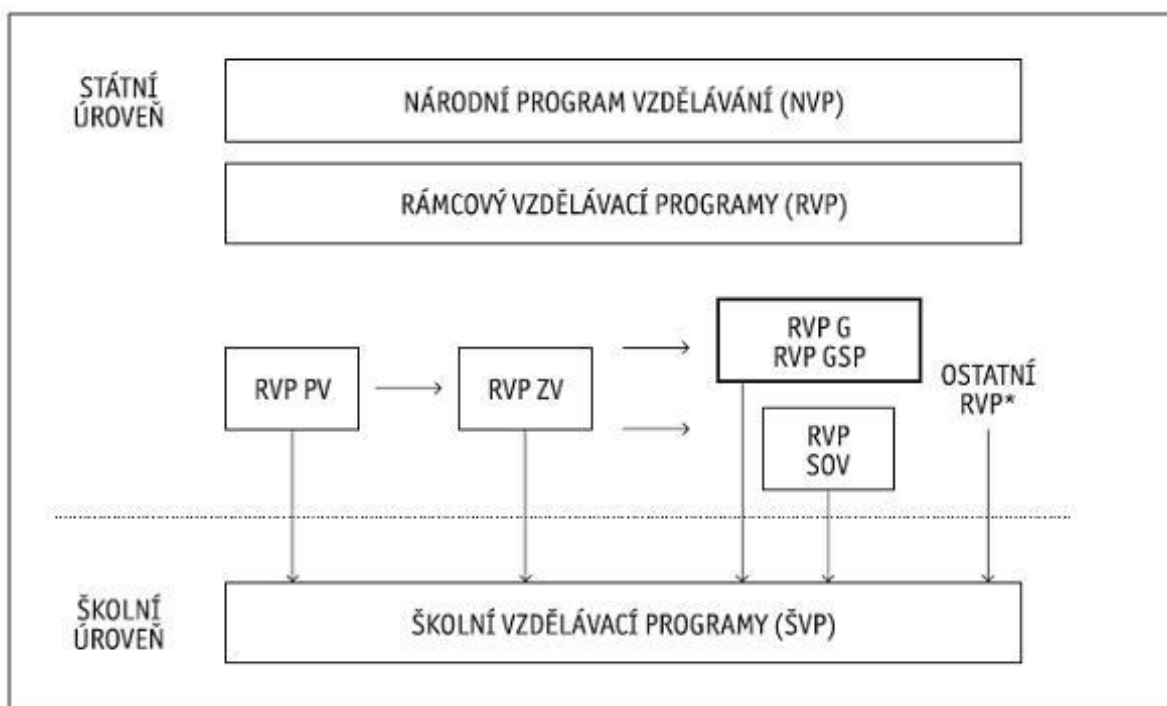 STÁTNÍ
ÚROVEŇ
NÁRODNÍ PROGRAM VZDĚLÁVÁNÍ (NVP)
RÁMCOVÝ VZDĚLÁVACÍ PROGRAMY (RVP)
RVP PV
RVP ZV
RVP G
RVP GSP
RVP
SOV
OSTATNÍ
RVP*
ŠKOLNÍ
ÚROVEŇ
ŠKOLNÍ VZDĚLÁVACÍ PROGRAMY (ŠVP)